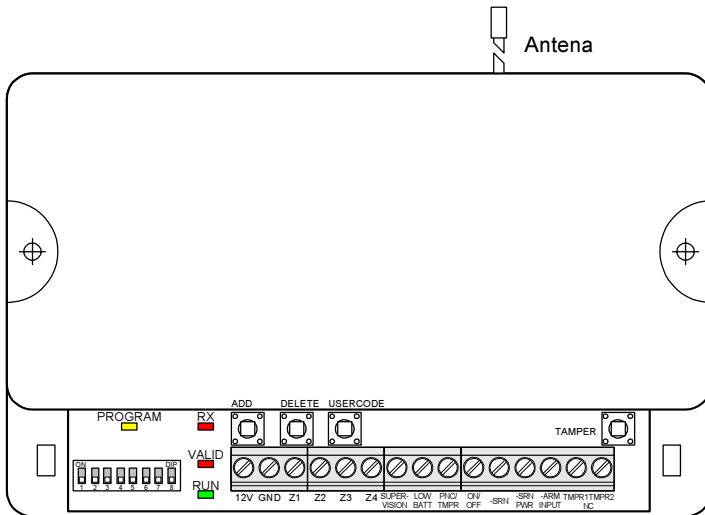 Antena
ADD DELETE USERCODE
PROGRAM RX
TAMPER
VALID
ON DIP
1 2 3 4 5 6 7 8
RUN
12V GND Z1 Z2 Z3 Z4 SUPER-VISION LOW BATT PNC/TMPR ON/OFF -SRN -SRN PWR -ARM INPUT TMPR1 TMPR2 NC